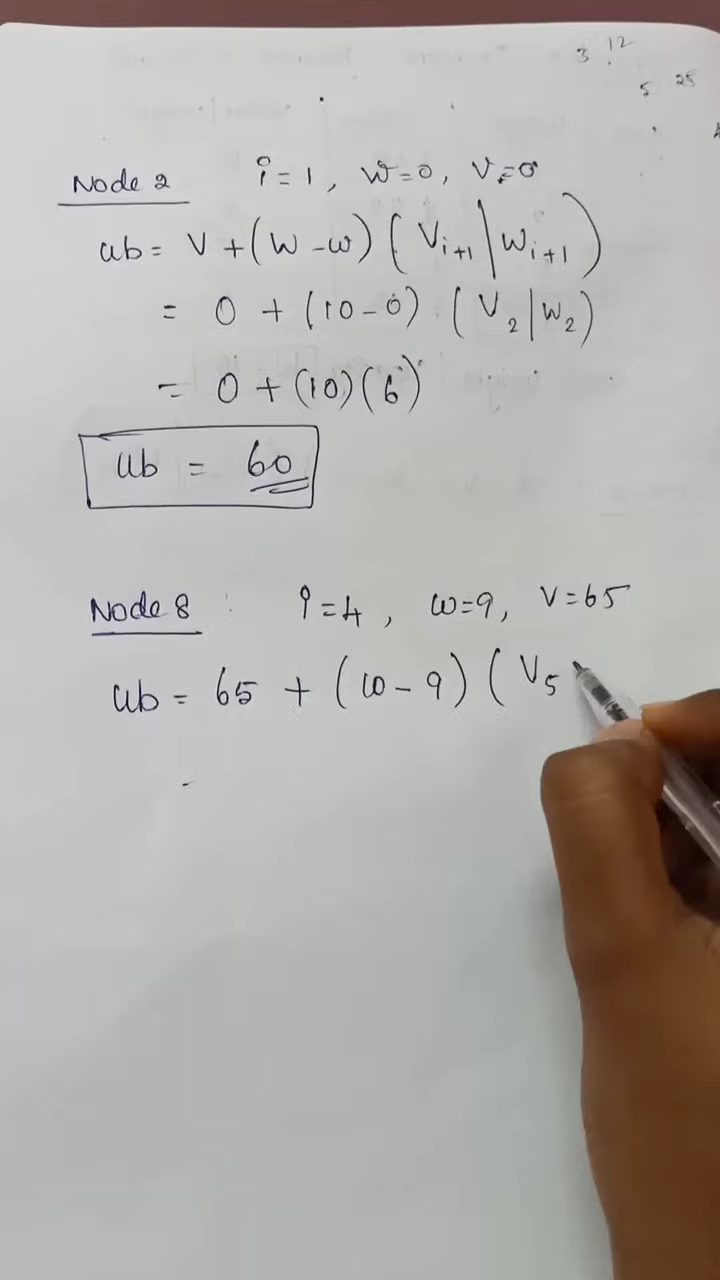 3 12
5 25
Node 2 i=1, w=0, V=0
ub= V+(W-w)(Vi+1|Wi+1)
= 0 + (10-0) (V2|W2)
= 0 + (10)(6)
ub = 60
Node 8 : i=4, w=9, V=65
ub= 65 + (10-9) (V5
-